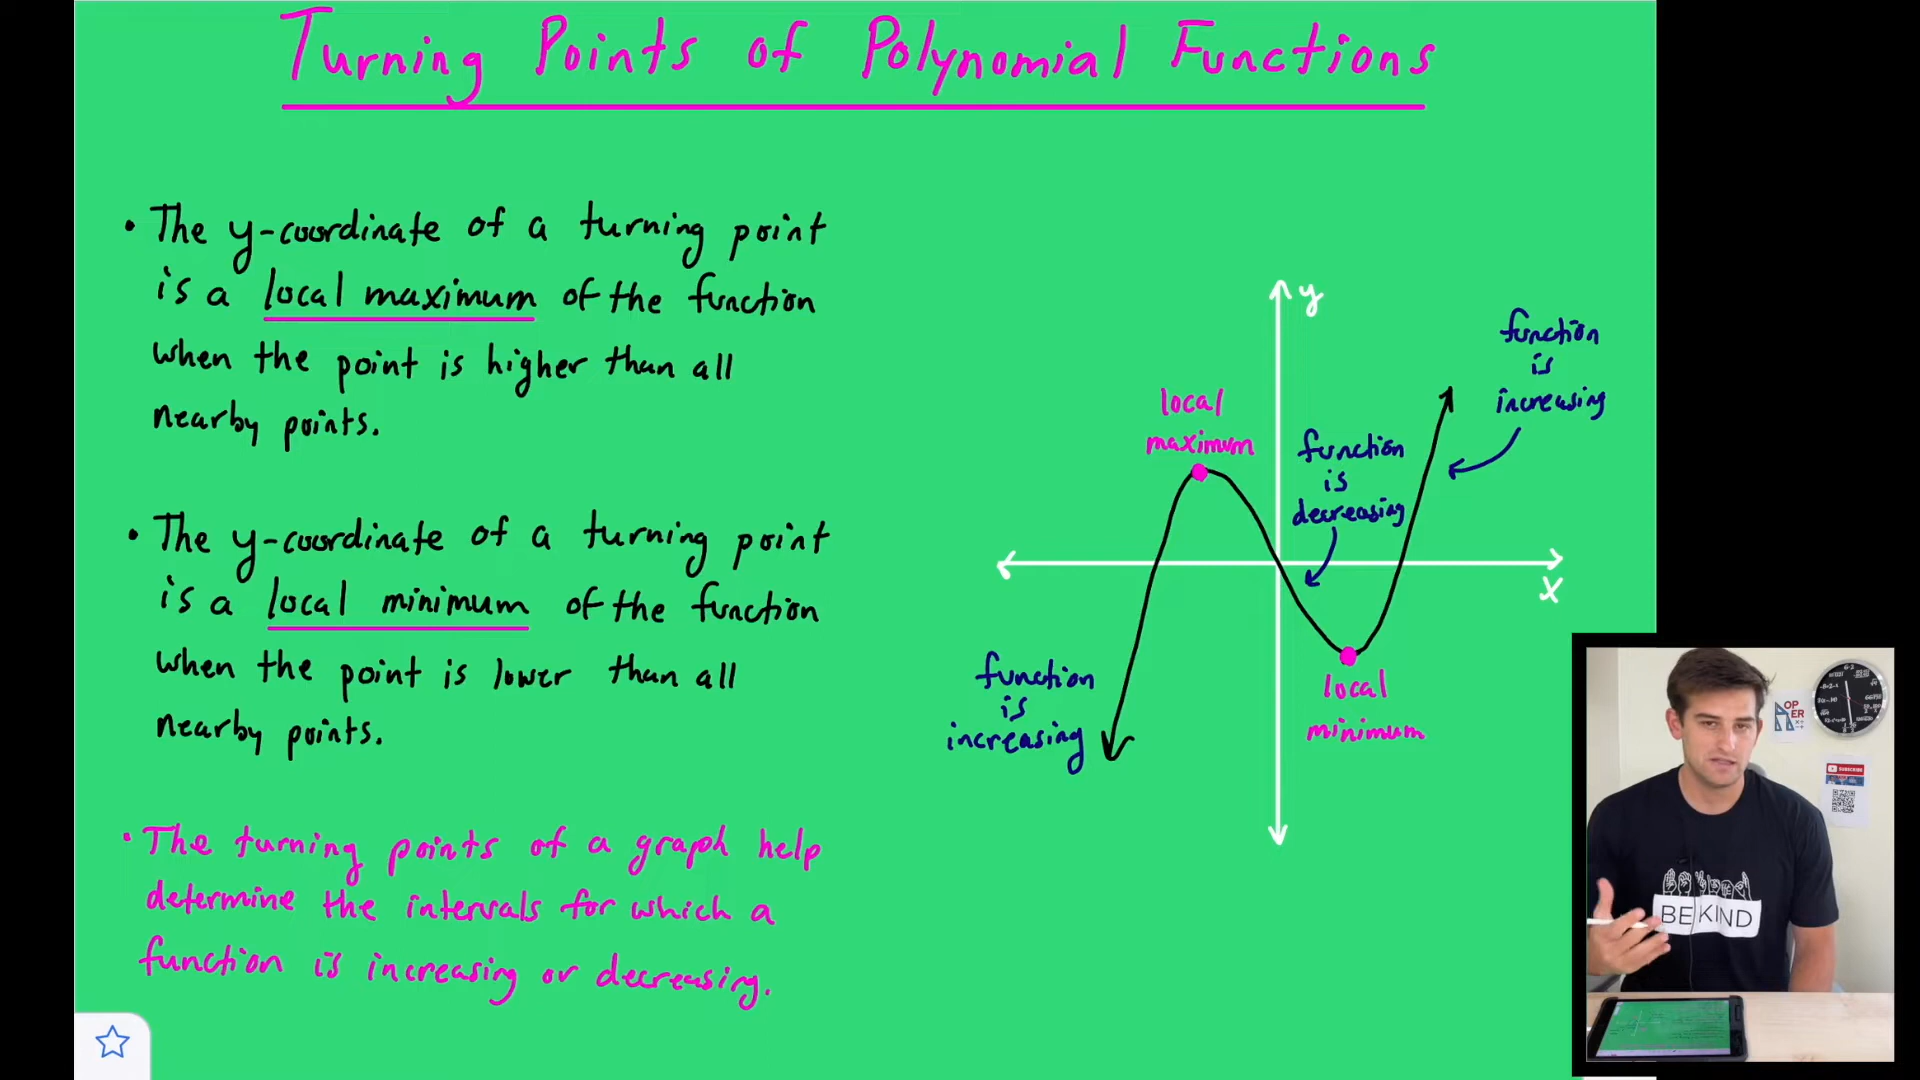 Turning Points of Polynomial Functions
• The y-coordinate of a turning point
is a local maximum of the function
when the point is higher than all
nearby points.
• The y-coordinate of a turning point
is a local minimum of the function
when the point is lower than all
nearby points.
• The turning points of a graph help
determine the intervals for which a
function is increasing or decreasing.
y
function
is
increasing
local
maximum
function
is
decreasing
x
function
is
increasing
local
minimum
OP
ER
SUBSCRIBE
BE KIND